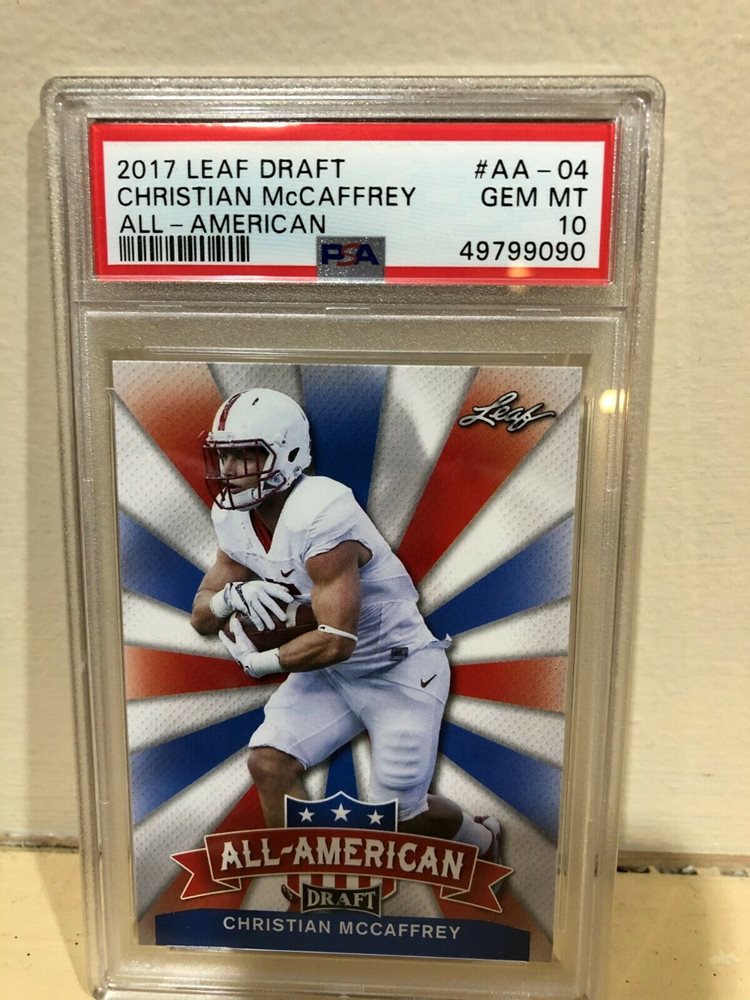 2017 LEAF DRAFT #AA-04
CHRISTIAN McCAFFREY GEM MT
ALL-AMERICAN 10
PSA 49799090
Leaf
ALL-AMERICAN
DRAFT
CHRISTIAN MCCAFFREY